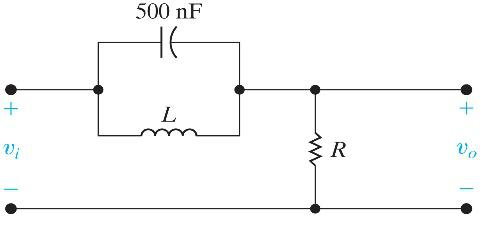 500 nF
L
+ +
vi R vo
− −